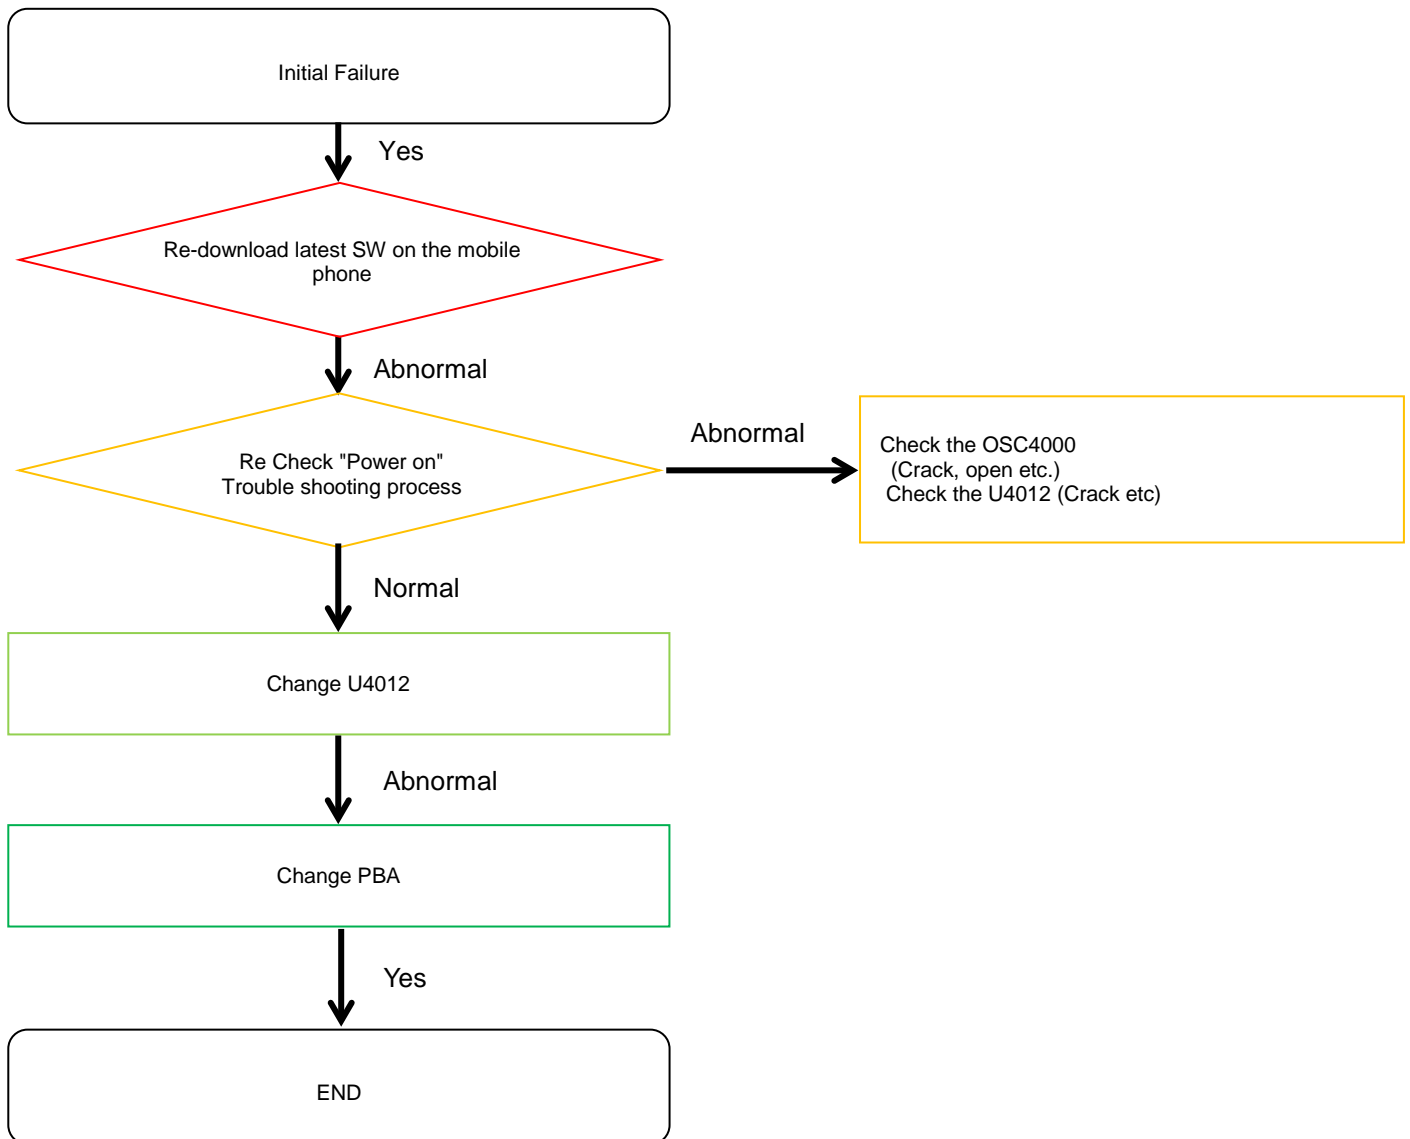 Initial Failure
Yes
Re-download latest SW on the mobile
phone
Abnormal
Re Check "Power on"
Trouble shooting process
Abnormal
Check the OSC4000
(Crack, open etc.)
Check the U4012 (Crack etc)
Normal
Change U4012
Abnormal
Change PBA
Yes
END